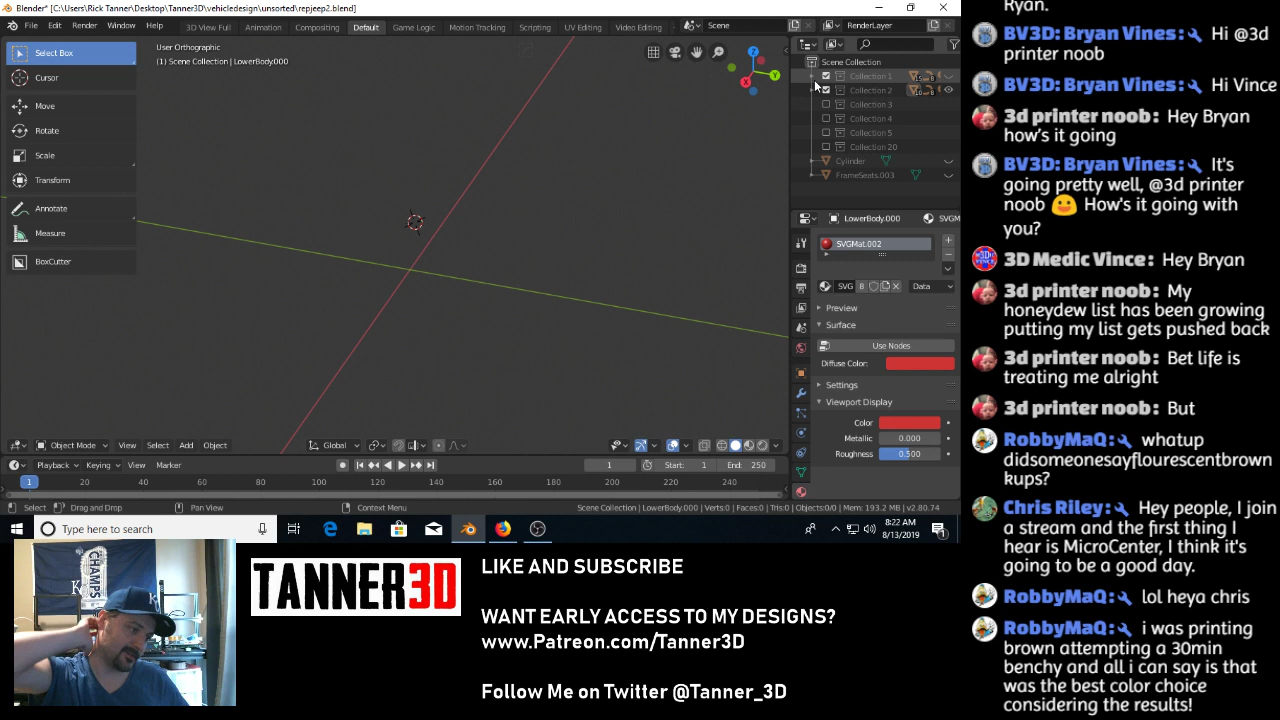 Blender* [C:\Users\Rick Tanner\Desktop\Tanner3D\vehicledesign\unsorted\repjeep2.blend]
File Edit Render Window Help 3D View Full Animation Compositing Default Game Logic Motion Tracking Scripting UV Editing Video Editing Scene RenderLayer
Select Box
Cursor
Move
Rotate
Scale
Transform
Annotate
Measure
BoxCutter
User Orthographic
(1) Scene Collection | LowerBody.000
Z
Y
X
Scene Collection
Collection 1
Collection 2
Collection 3
Collection 4
Collection 5
Collection 20
Cylinder
FrameSeats.003
LowerBody.000
SVGMat.002
SVG 8 Data
Preview
Surface
Use Nodes
Diffuse Color:
Settings
Viewport Display
Color
Metallic 0.000
Roughness 0.500
Object Mode View Select Add Object Global
Playback Keying View Marker 1 Start: 1 End: 250
1 20 40 60 80 100 120 140 160 180 200 220 240
Select Drag and Drop Pan View Context Menu Scene Collection | LowerBody.000 | Verts:0 | Faces:0 | Tris:0 | Objects:0/0 | Mem: 193.2 MB | v2.80.74
Type here to search
8:22 AM
8/13/2019
CHAMPS
K
TANNER3D
LIKE AND SUBSCRIBE
WANT EARLY ACCESS TO MY DESIGNS?
www.Patreon.com/Tanner3D
Follow Me on Twitter @Tanner_3D
Ryan.
BV3D: Bryan Vines: Hi @3d
printer noob
BV3D: Bryan Vines: Hi Vince
3d printer noob: Hey Bryan
how's it going
BV3D: Bryan Vines: It's
going pretty well, @3d printer
noob How's it going with
you?
3D Medic Vince: Hey Bryan
3d printer noob: My
honeydew list has been growing
putting my list gets pushed back
3d printer noob: Bet life is
treating me alright
3d printer noob: But
RobbyMaQ: whatup
didsomeonesayflourescentbrown
kups?
Chris Riley: Hey people, I join
a stream and the first thing I
hear is MicroCenter, I think it's
going to be a good day.
RobbyMaQ: lol heya chris
RobbyMaQ: i was printing
brown attempting a 30min
benchy and all i can say is that
was the best color choice
considering the results!